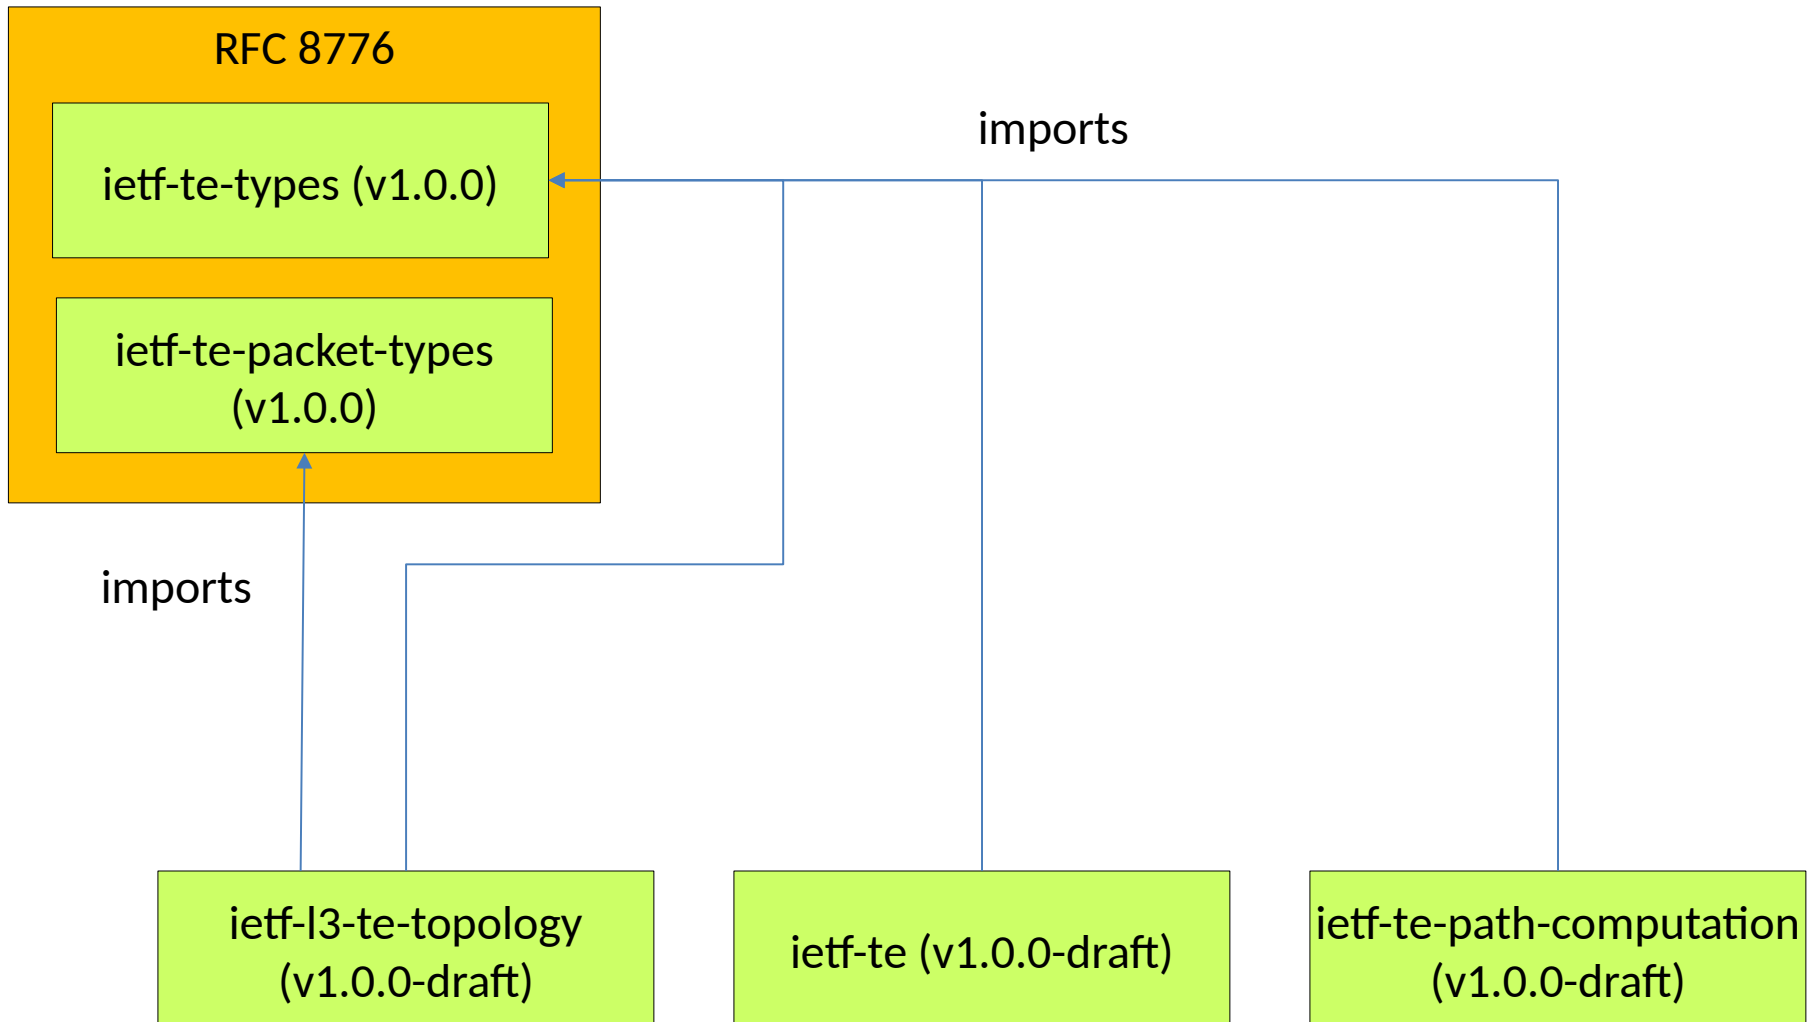 RFC 8776
imports
ietf-te-types (v1.0.0)
ietf-te-packet-types
(v1.0.0)
imports
ietf-l3-te-topology
(v1.0.0-draft)
ietf-te (v1.0.0-draft)
ietf-te-path-computation
(v1.0.0-draft)